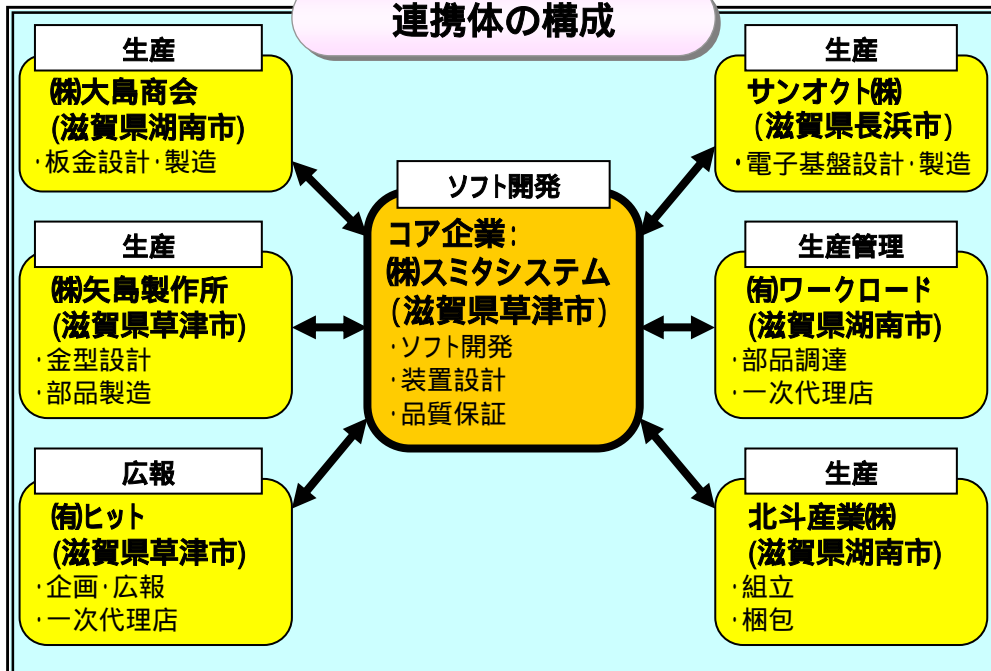 連携体の構成
生産
㈱大島商会
(滋賀県湖南市)
･板金設計･製造
生産
サンオクト㈱
(滋賀県長浜市)
･電子基盤設計･製造
ソフト開発
コア企業:
㈱スミタシステム
(滋賀県草津市)
･ソフト開発
･装置設計
･品質保証
生産
㈱矢島製作所
(滋賀県草津市)
･金型設計
･部品製造
生産管理
㈲ワークロード
(滋賀県湖南市)
･部品調達
･一次代理店
広報
㈲ヒット
(滋賀県草津市)
･企画･広報
･一次代理店
生産
北斗産業㈱
(滋賀県湖南市)
･組立
･梱包